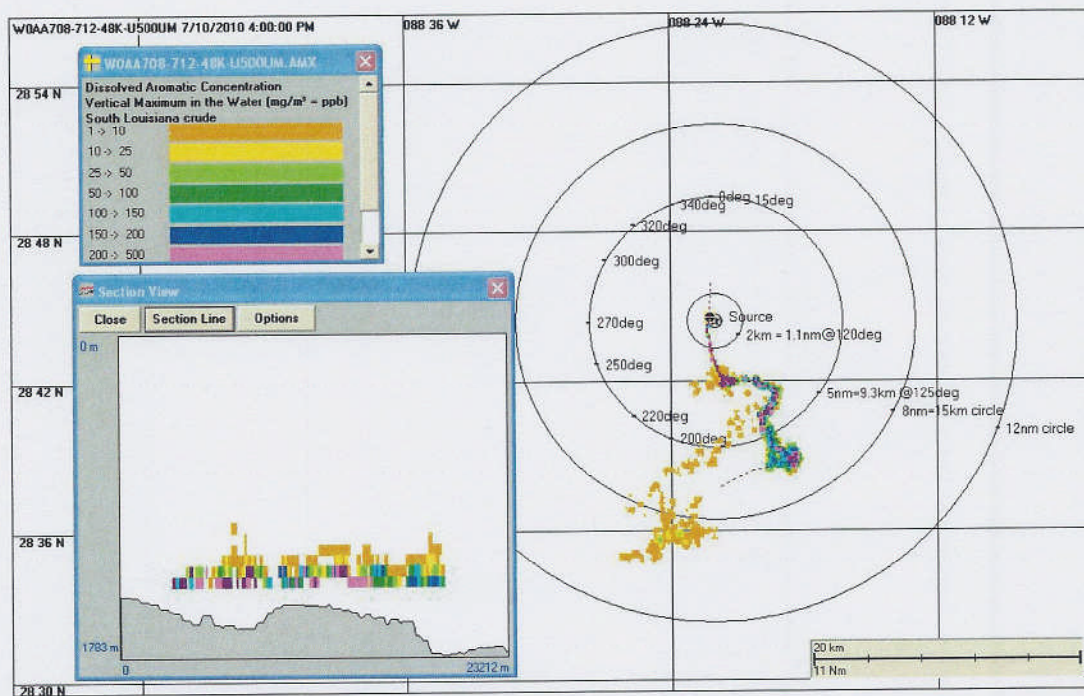 W0AA708-712-48K-U500UM 7/10/2010 4:00:00 PM
088 36 W
088 24 W
088 12 W
28 54 N
28 48 N
28 42 N
28 36 N
28 30 N
W0AA708-712-48K-U500UM.AMX
Dissolved Aromatic Concentration
Vertical Maximum in the Water (mg/m³ = ppb)
South Louisiana crude
1 -> 10
10 -> 25
25 -> 50
50 -> 100
100 -> 150
150 -> 200
200 -> 500
Section View
Close
Section Line
Options
0 m
1783 m
0
23212 m
0deg
15deg
340deg
320deg
300deg
270deg
250deg
220deg
200deg
Source
2km = 1.1nm@120deg
5nm=9.3km @125deg
8nm=15km circle
12nm circle
20 km
11 Nm